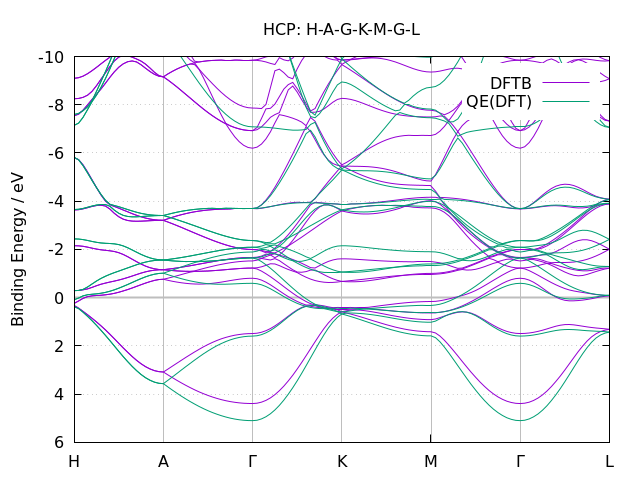 HCP: H-A-G-K-M-G-L
-10
-8
-6
-4
-2
0
2
4
6
Binding Energy / eV
DFTB
QE(DFT)
H A Γ K M Γ L